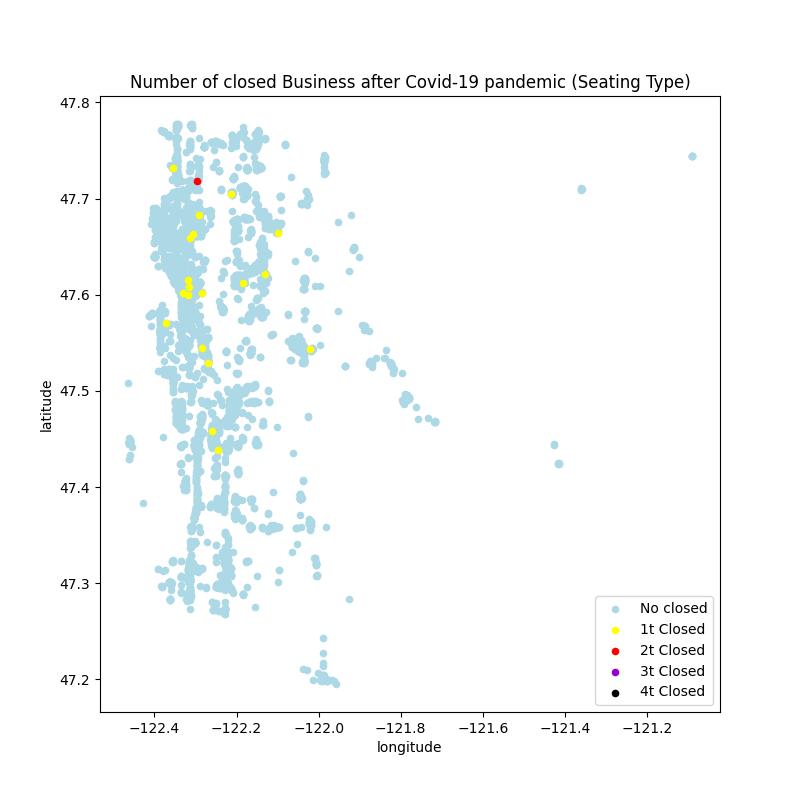 Number of closed Business after Covid-19 pandemic (Seating Type)
47.8
47.7
47.6
47.5
47.4
47.3
47.2
latitude
−122.4 −122.2 −122.0 −121.8 −121.6 −121.4 −121.2
longitude
No closed
1t Closed
2t Closed
3t Closed
4t Closed